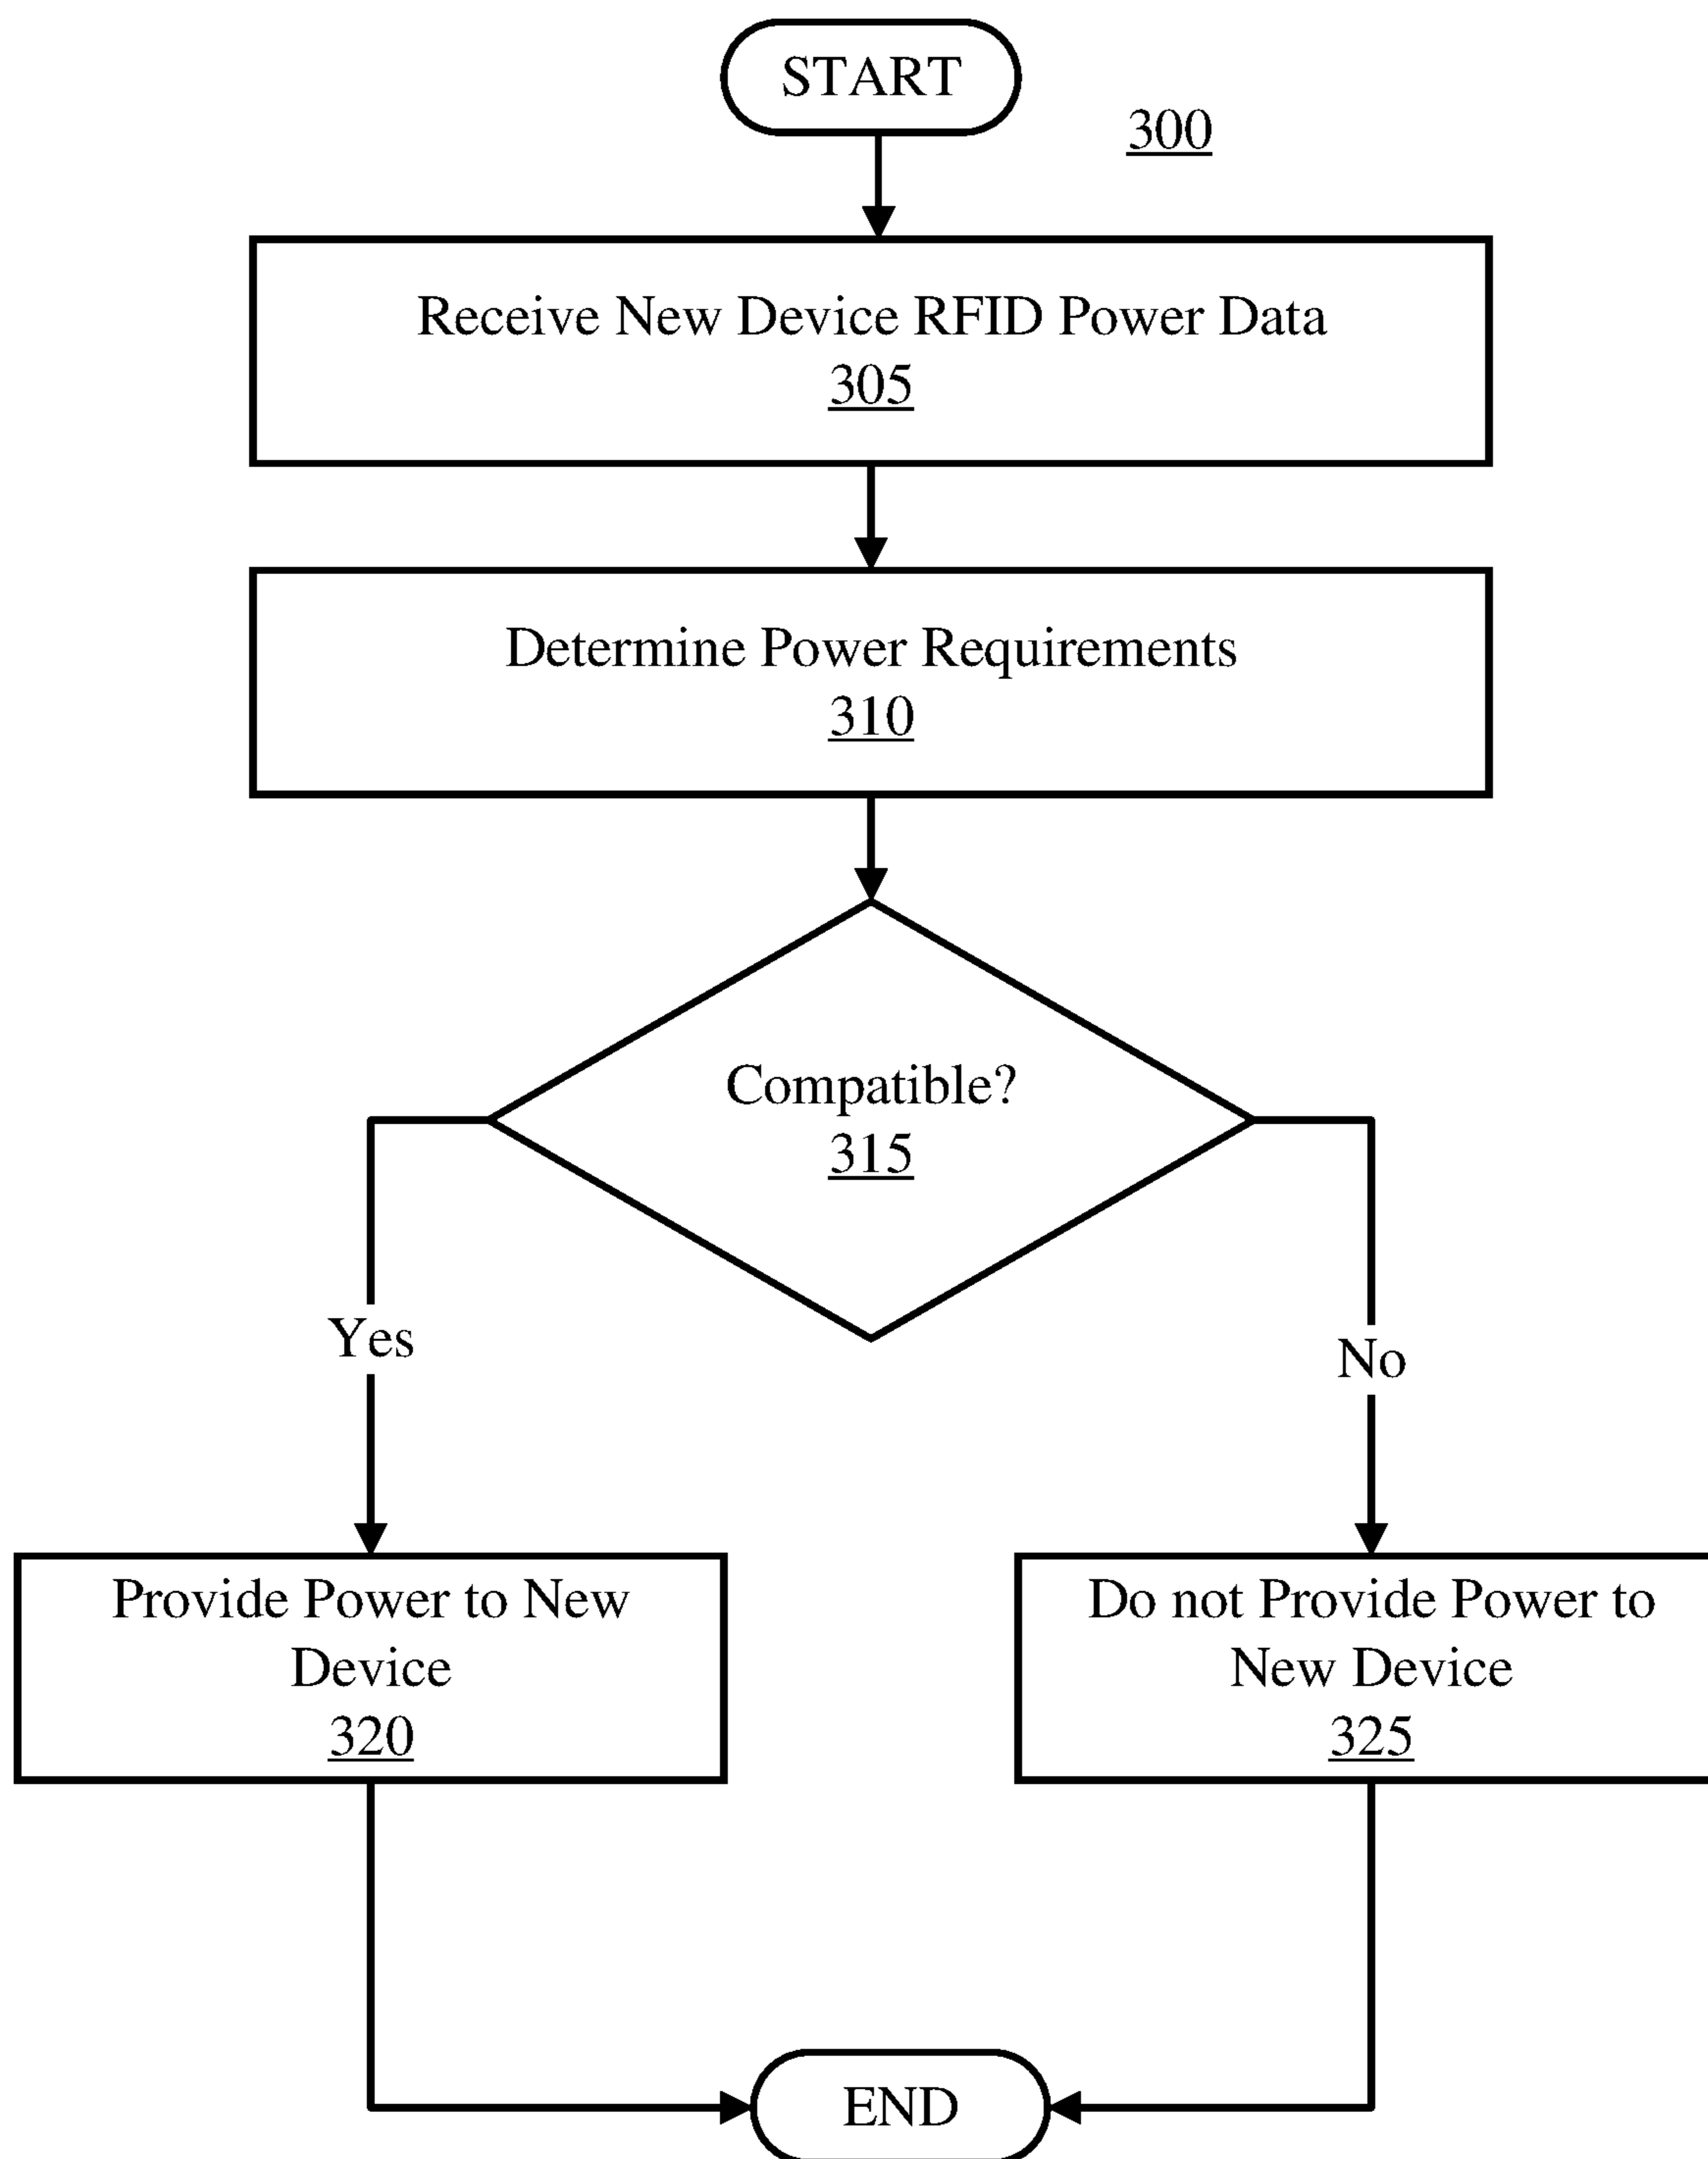 START
300
Receive New Device RFID Power Data
305
Determine Power Requirements
310
Compatible?
315
Yes
No
Provide Power to New
Device
320
Do not Provide Power to
New Device
325
END